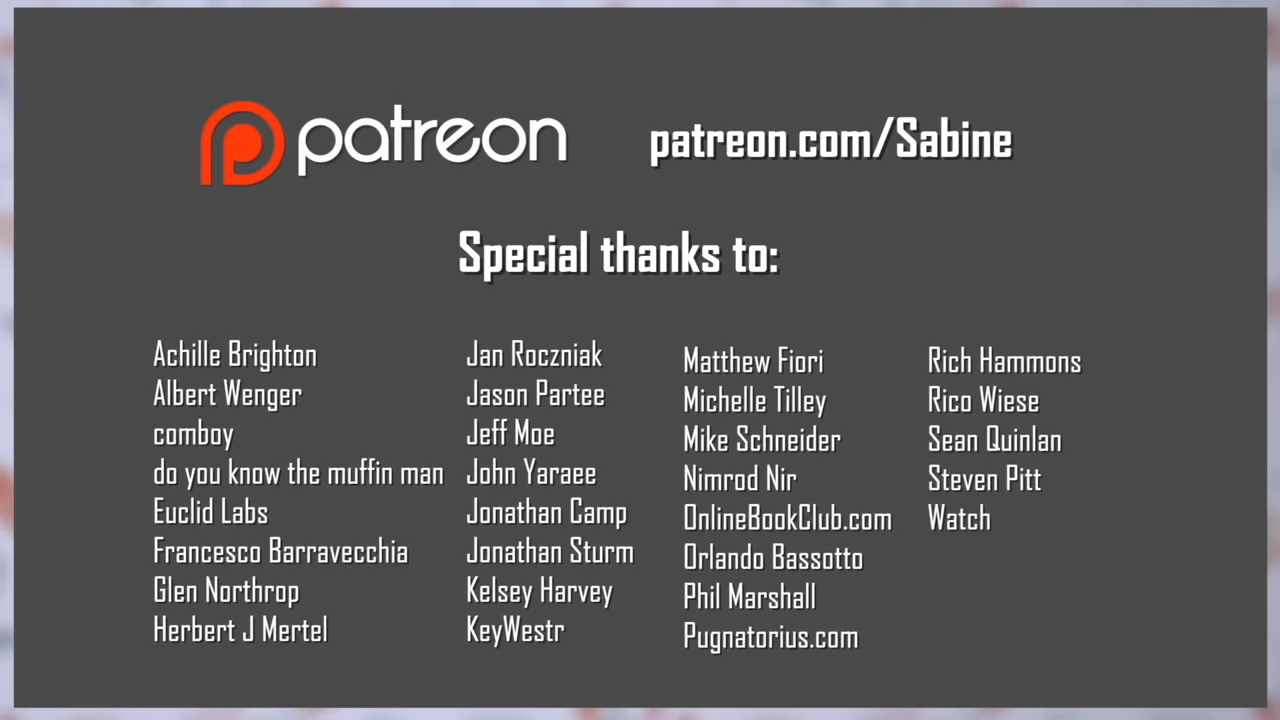 patreon
patreon.com/Sabine
Special thanks to:
Achille Brighton
Albert Wenger
comboy
do you know the muffin man
Euclid Labs
Francesco Barravecchia
Glen Northrop
Herbert J Mertel
Jan Roczniak
Jason Partee
Jeff Moe
John Yaraee
Jonathan Camp
Jonathan Sturm
Kelsey Harvey
KeyWestr
Matthew Fiori
Michelle Tilley
Mike Schneider
Nimrod Nir
OnlineBookClub.com
Orlando Bassotto
Phil Marshall
Pugnatorius.com
Rich Hammons
Rico Wiese
Sean Quinlan
Steven Pitt
Watch